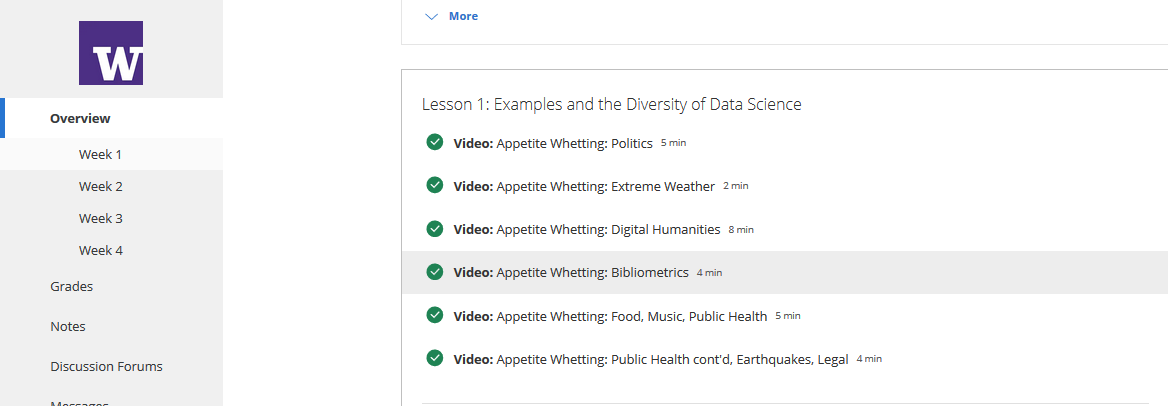 W
Overview
Week 1
Week 2
Week 3
Week 4
Grades
Notes
Discussion Forums
Messages
More
Lesson 1: Examples and the Diversity of Data Science
Video: Appetite Whetting: Politics 5 min
Video: Appetite Whetting: Extreme Weather 2 min
Video: Appetite Whetting: Digital Humanities 8 min
Video: Appetite Whetting: Bibliometrics 4 min
Video: Appetite Whetting: Food, Music, Public Health 5 min
Video: Appetite Whetting: Public Health cont'd, Earthquakes, Legal 4 min